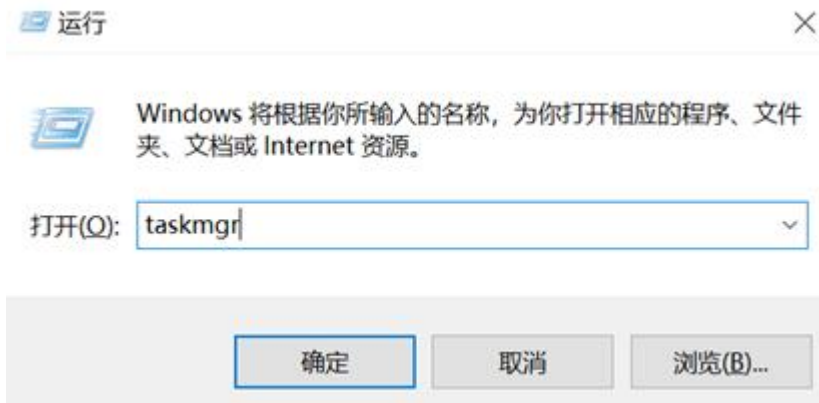 运行
Windows 将根据你所输入的名称，为你打开相应的程序、文件
夹、文档或 Internet 资源。
打开(O): taskmgr
确定 取消 浏览(B)...